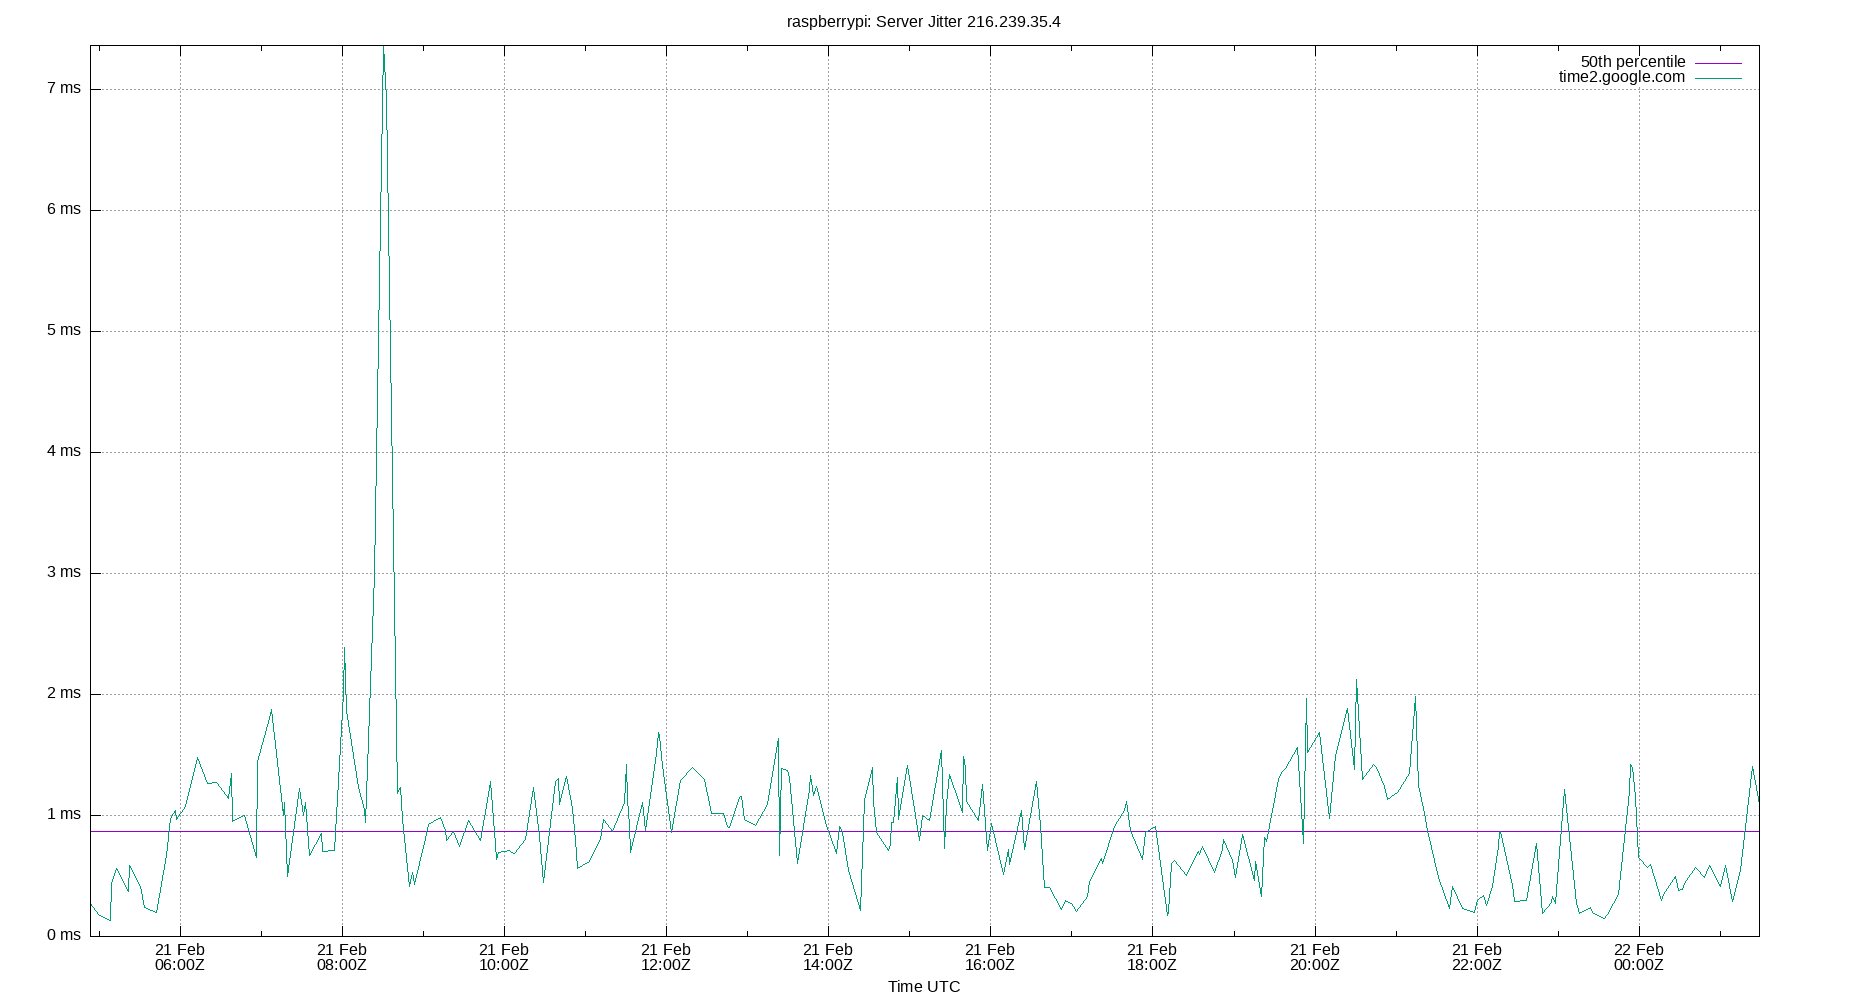 raspberrypi: Server Jitter 216.239.35.4
50th percentile
time2.google.com
7 ms
6 ms
5 ms
4 ms
3 ms
2 ms
1 ms
0 ms
21 Feb 21 Feb 21 Feb 21 Feb 21 Feb 21 Feb 21 Feb 21 Feb 21 Feb 22 Feb
06:00Z 08:00Z 10:00Z 12:00Z 14:00Z 16:00Z 18:00Z 20:00Z 22:00Z 00:00Z
Time UTC